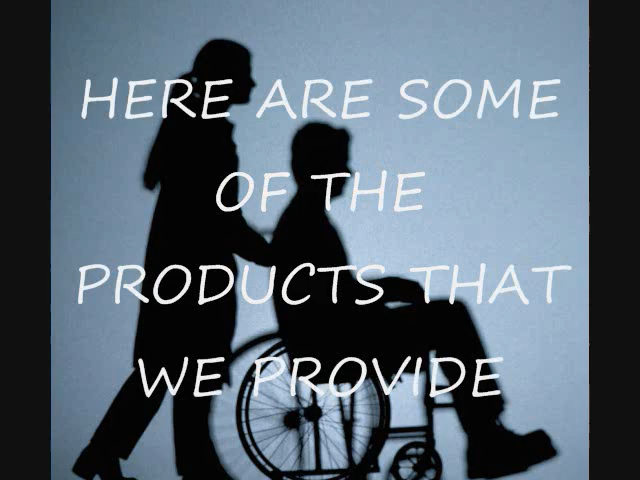 HERE ARE SOME
OF THE
PRODUCTS THAT
WE PROVIDE